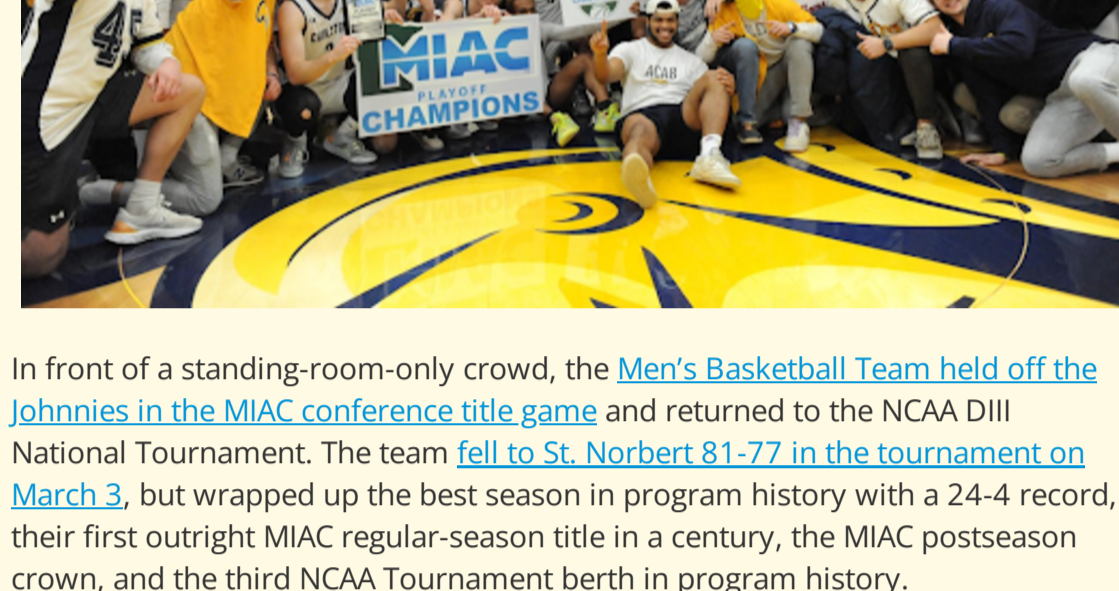 4
CARLETON
MIAC
PLAYOFF
CHAMPIONS
ACAB
In front of a standing-room-only crowd, the Men’s Basketball Team held off the
Johnnies in the MIAC conference title game and returned to the NCAA DIII
National Tournament. The team fell to St. Norbert 81-77 in the tournament on
March 3, but wrapped up the best season in program history with a 24-4 record,
their first outright MIAC regular-season title in a century, the MIAC postseason
crown, and the third NCAA Tournament berth in program history.